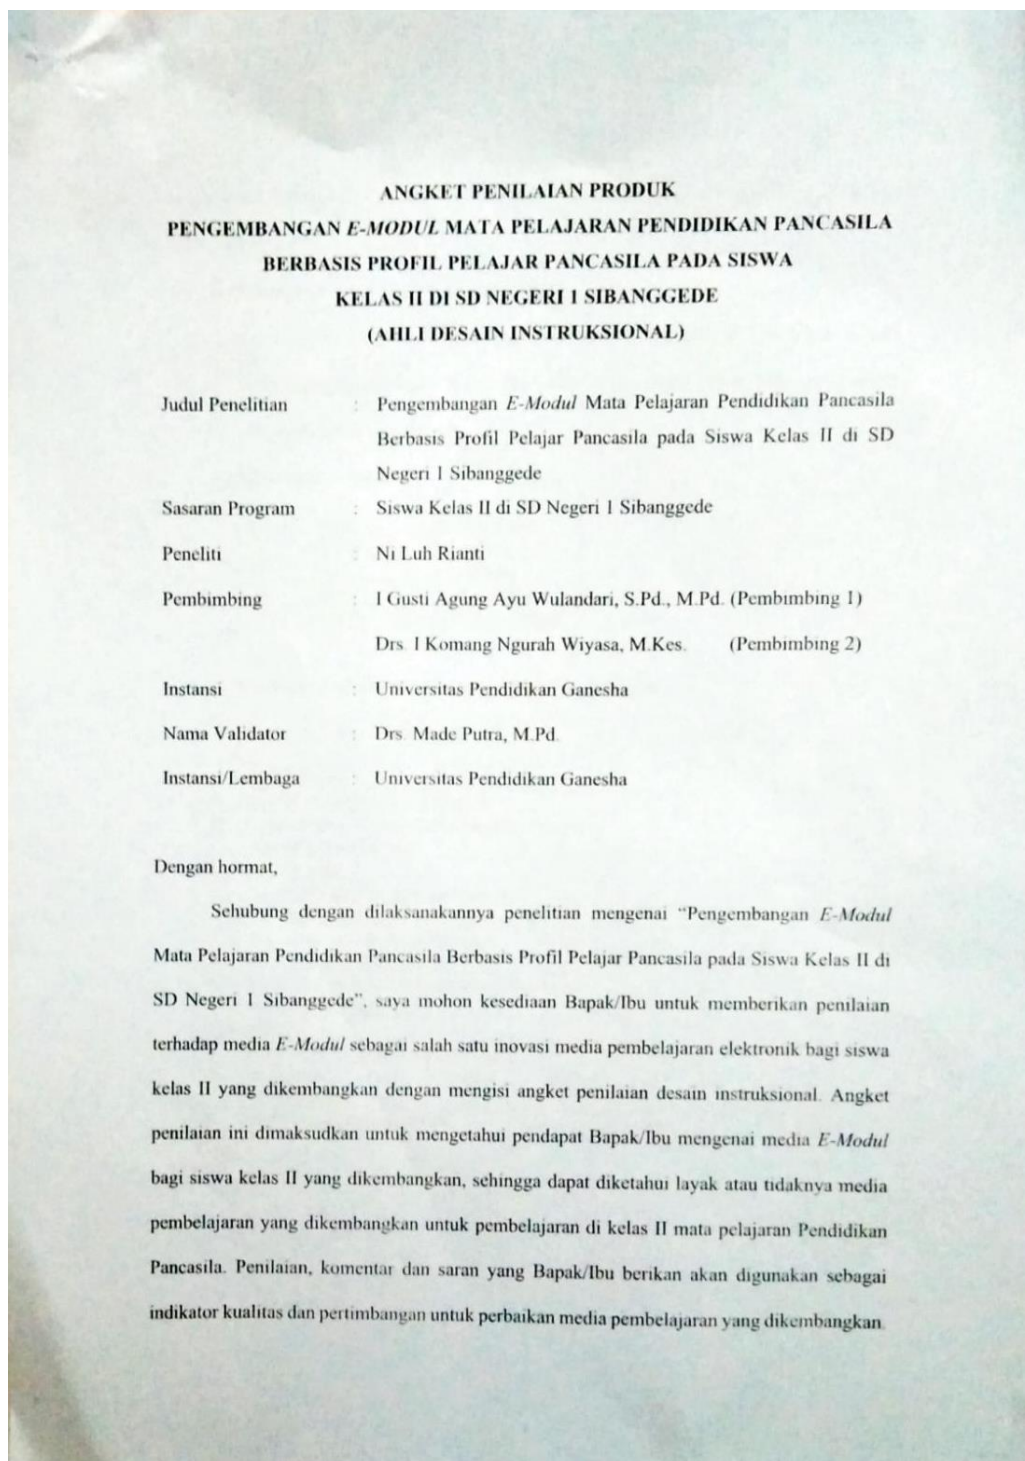 ANGKET PENILAIAN PRODUK
PENGEMBANGAN E-MODUL MATA PELAJARAN PENDIDIKAN PANCASILA
BERBASIS PROFIL PELAJAR PANCASILA PADA SISWA
KELAS II DI SD NEGERI 1 SIBANGGEDE
(AHLI DESAIN INSTRUKSIONAL)
Judul Penelitian : Pengembangan E-Modul Mata Pelajaran Pendidikan Pancasila
Berbasis Profil Pelajar Pancasila pada Siswa Kelas II di SD
Negeri 1 Sibanggede
Sasaran Program : Siswa Kelas II di SD Negeri 1 Sibanggede
Peneliti : Ni Luh Rianti
Pembimbing : I Gusti Agung Ayu Wulandari, S.Pd., M.Pd. (Pembimbing 1)
Drs. I Komang Ngurah Wiyasa, M.Kes. (Pembimbing 2)
Instansi : Universitas Pendidikan Ganesha
Nama Validator : Drs. Made Putra, M.Pd.
Instansi/Lembaga : Universitas Pendidikan Ganesha
Dengan hormat,
Sehubung dengan dilaksanakannya penelitian mengenai "Pengembangan E-Modul
Mata Pelajaran Pendidikan Pancasila Berbasis Profil Pelajar Pancasila pada Siswa Kelas II di
SD Negeri 1 Sibanggede", saya mohon kesediaan Bapak/Ibu untuk memberikan penilaian
terhadap media E-Modul sebagai salah satu inovasi media pembelajaran elektronik bagi siswa
kelas II yang dikembangkan dengan mengisi angket penilaian desain instruksional. Angket
penilaian ini dimaksudkan untuk mengetahui pendapat Bapak/Ibu mengenai media E-Modul
bagi siswa kelas II yang dikembangkan, sehingga dapat diketahui layak atau tidaknya media
pembelajaran yang dikembangkan untuk pembelajaran di kelas II mata pelajaran Pendidikan
Pancasila. Penilaian, komentar dan saran yang Bapak/Ibu berikan akan digunakan sebagai
indikator kualitas dan pertimbangan untuk perbaikan media pembelajaran yang dikembangkan.